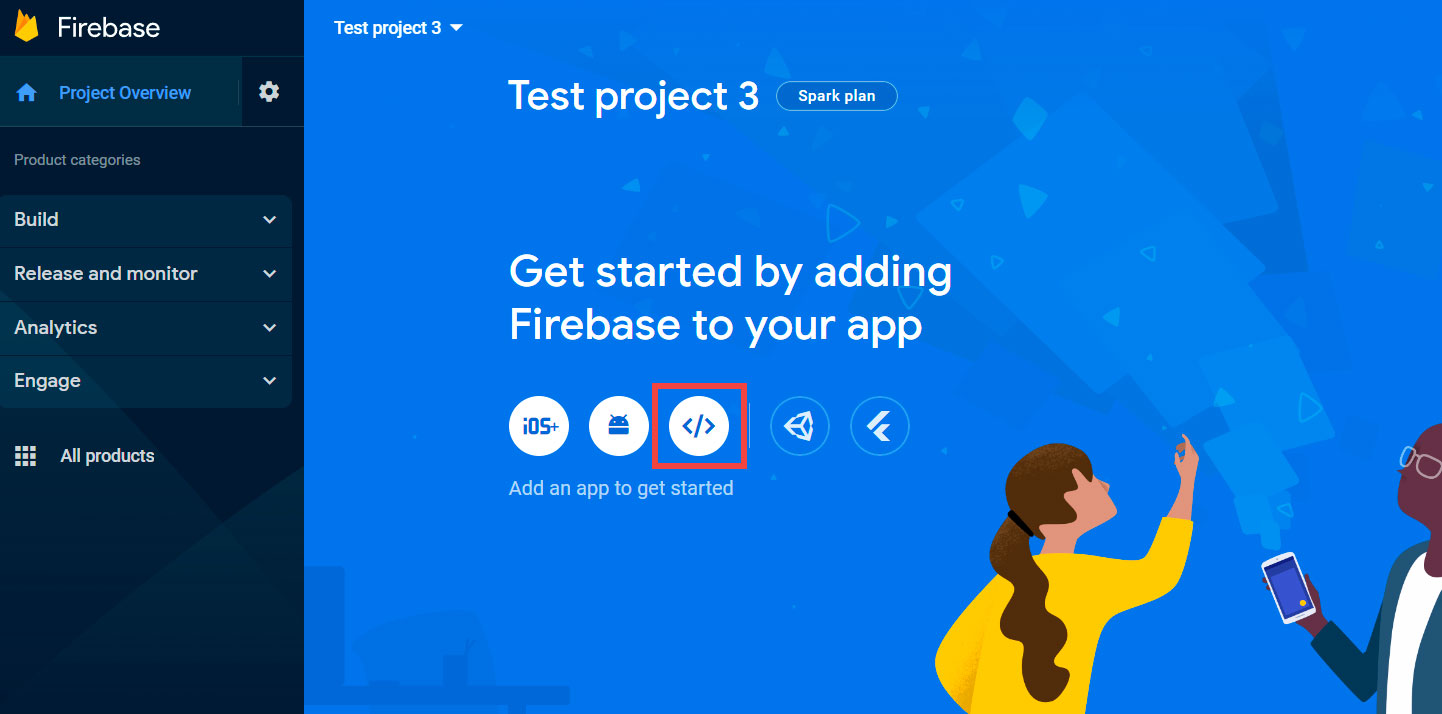 Firebase
Project Overview
Product categories
Build
Release and monitor
Analytics
Engage
All products
Test project 3
Test project 3
Spark plan
Get started by adding
Firebase to your app
iOS+
</>
Add an app to get started